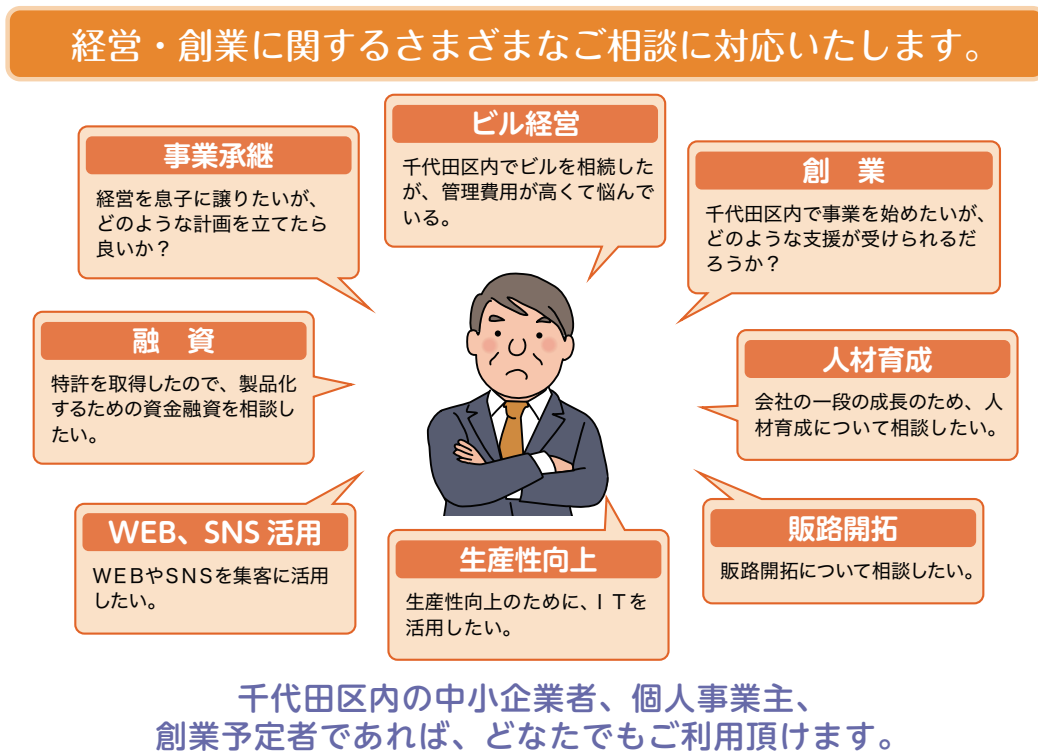 経営・創業に関するさまざまなご相談に対応いたします。
ビル経営
千代田区内でビルを相続した
が、管理費用が高くて悩んで
いる。
事業承継
経営を息子に譲りたいが、
どのような計画を立てたら
良いか？
創　業
千代田区内で事業を始めたいが、
どのような支援が受けられるだ
ろうか？
融　資
特許を取得したので、製品化
するための資金融資を相談し
たい。
人材育成
会社の一段の成長のため、人
材育成について相談したい。
WEB、SNS 活用
ＷＥＢやＳＮＳを集客に活用
したい。
生産性向上
生産性向上のために、ＩＴを
活用したい。
販路開拓
販路開拓について相談したい。
千代田区内の中小企業者、個人事業主、
創業予定者であれば、どなたでもご利用頂けます。